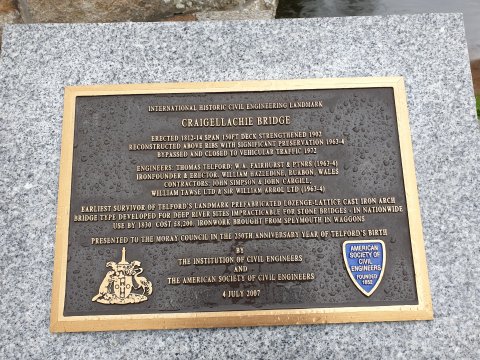 INTERNATIONAL HISTORIC CIVIL ENGINEERING LANDMARK
CRAIGELLACHIE BRIDGE
ERECTED 1812-14 SPAN 150FT DECK STRENGTHENED 1902
RECONSTRUCTED ABOVE RIBS WITH SIGNIFICANT PRESERVATION 1963-4
BYPASSED AND CLOSED TO VEHICULAR TRAFFIC 1972
ENGINEERS: THOMAS TELFORD; W.A. FAIRHURST & PTNRS (1963-4)
IRONFOUNDER & ERECTOR: WILLIAM HAZLEDINE, RUABON, WALES
CONTRACTORS: JOHN SIMPSON & JOHN CARGILL;
WILLIAM TAWSE LTD & SIR WILLIAM ARROL LTD (1963-4)
EARLIEST SURVIVOR OF TELFORD'S LANDMARK PREFABRICATED LOZENGE-LATTICE CAST IRON ARCH
BRIDGE TYPE DEVELOPED FOR DEEP RIVER SITES IMPRACTICABLE FOR STONE BRIDGES - IN NATIONWIDE
USE BY 1830. COST £8,200. IRONWORK BROUGHT FROM SPEYMOUTH IN WAGGONS
PRESENTED TO THE MORAY COUNCIL IN THE 250TH ANNIVERSARY YEAR OF TELFORD'S BIRTH
BY
THE INSTITUTION OF CIVIL ENGINEERS
AND
THE AMERICAN SOCIETY OF CIVIL ENGINEERS
4 JULY 2007
AMERICAN
SOCIETY OF
CIVIL
ENGINEERS
FOUNDED
1852